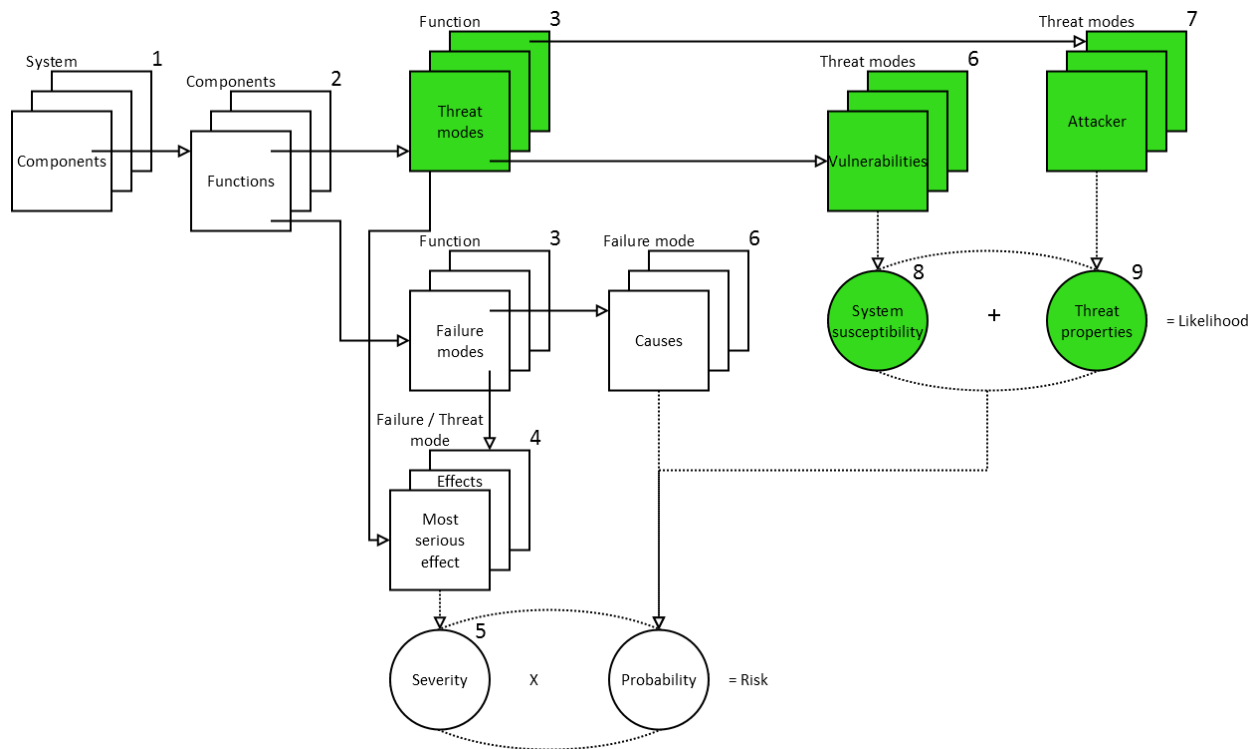 System
1
Components
Components
2
Functions
Function
3
Threat
modes
Threat modes
6
Vulnerabilities
Threat modes
7
Attacker
Function
3
Failure
modes
Failure mode
6
Causes
8
System
susceptibility
+
9
Threat
properties
= Likelihood
Failure / Threat
mode
4
Effects
Most
serious
effect
5
Severity
X
Probability
= Risk